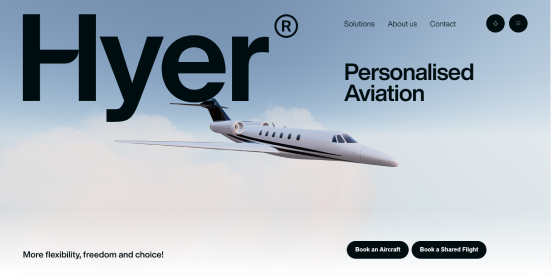 Hyer®
Solutions About us Contact
Personalised
Aviation
More flexibility, freedom and choice!
Book an Aircraft Book a Shared Flight